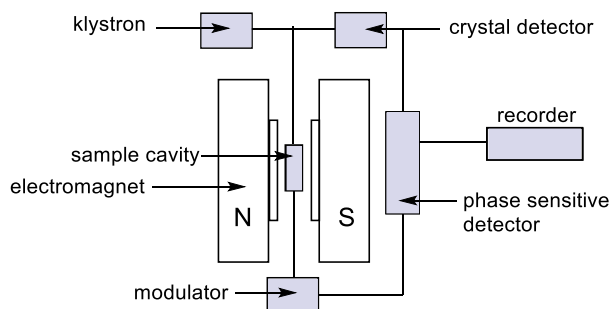 klystron
crystal detector
recorder
sample cavity
electromagnet
N
S
phase sensitive
detector
modulator